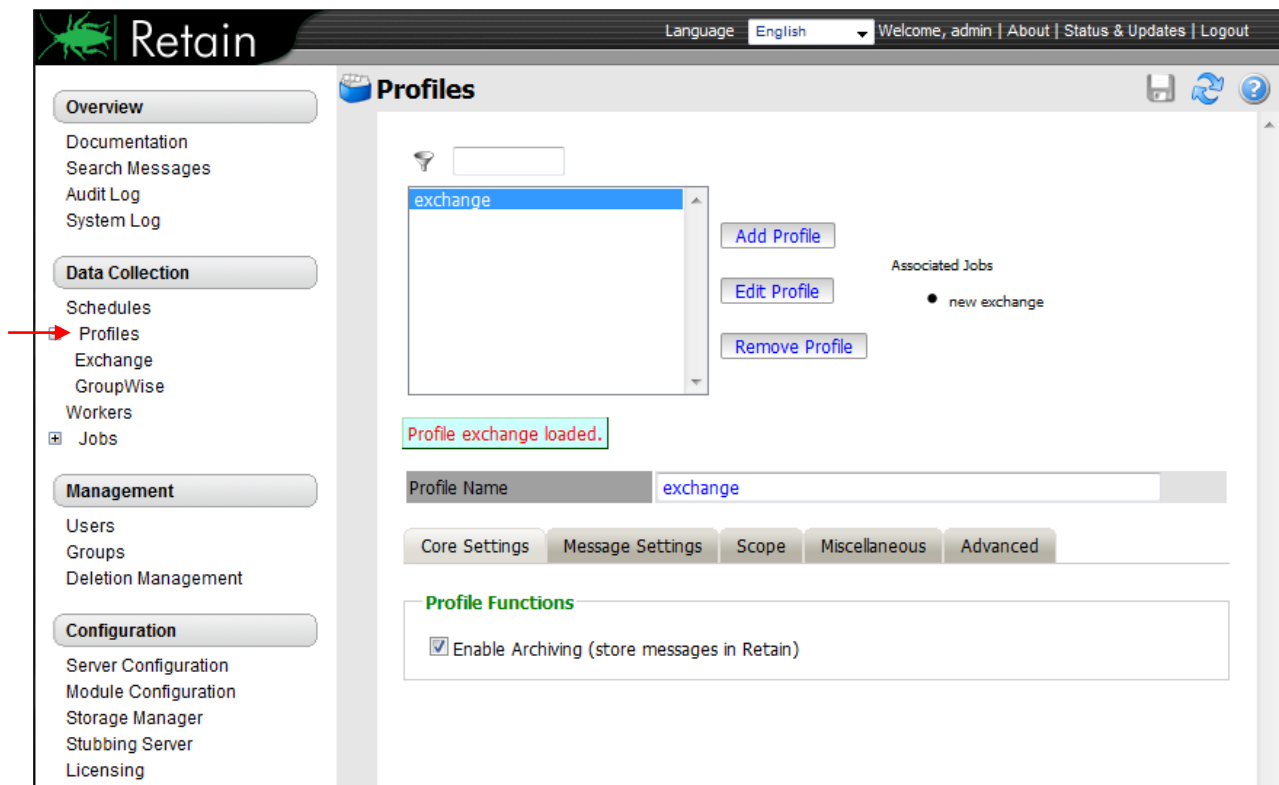 Retain
Language English Welcome, admin | About | Status & Updates | Logout
Profiles
Overview
Documentation
Search Messages
Audit Log
System Log
Data Collection
Schedules
Profiles
Exchange
GroupWise
Workers
Jobs
Management
Users
Groups
Deletion Management
Configuration
Server Configuration
Module Configuration
Storage Manager
Stubbing Server
Licensing
exchange
Add Profile
Edit Profile
Remove Profile
Associated Jobs
new exchange
Profile exchange loaded.
Profile Name exchange
Core Settings Message Settings Scope Miscellaneous Advanced
Profile Functions
Enable Archiving (store messages in Retain)